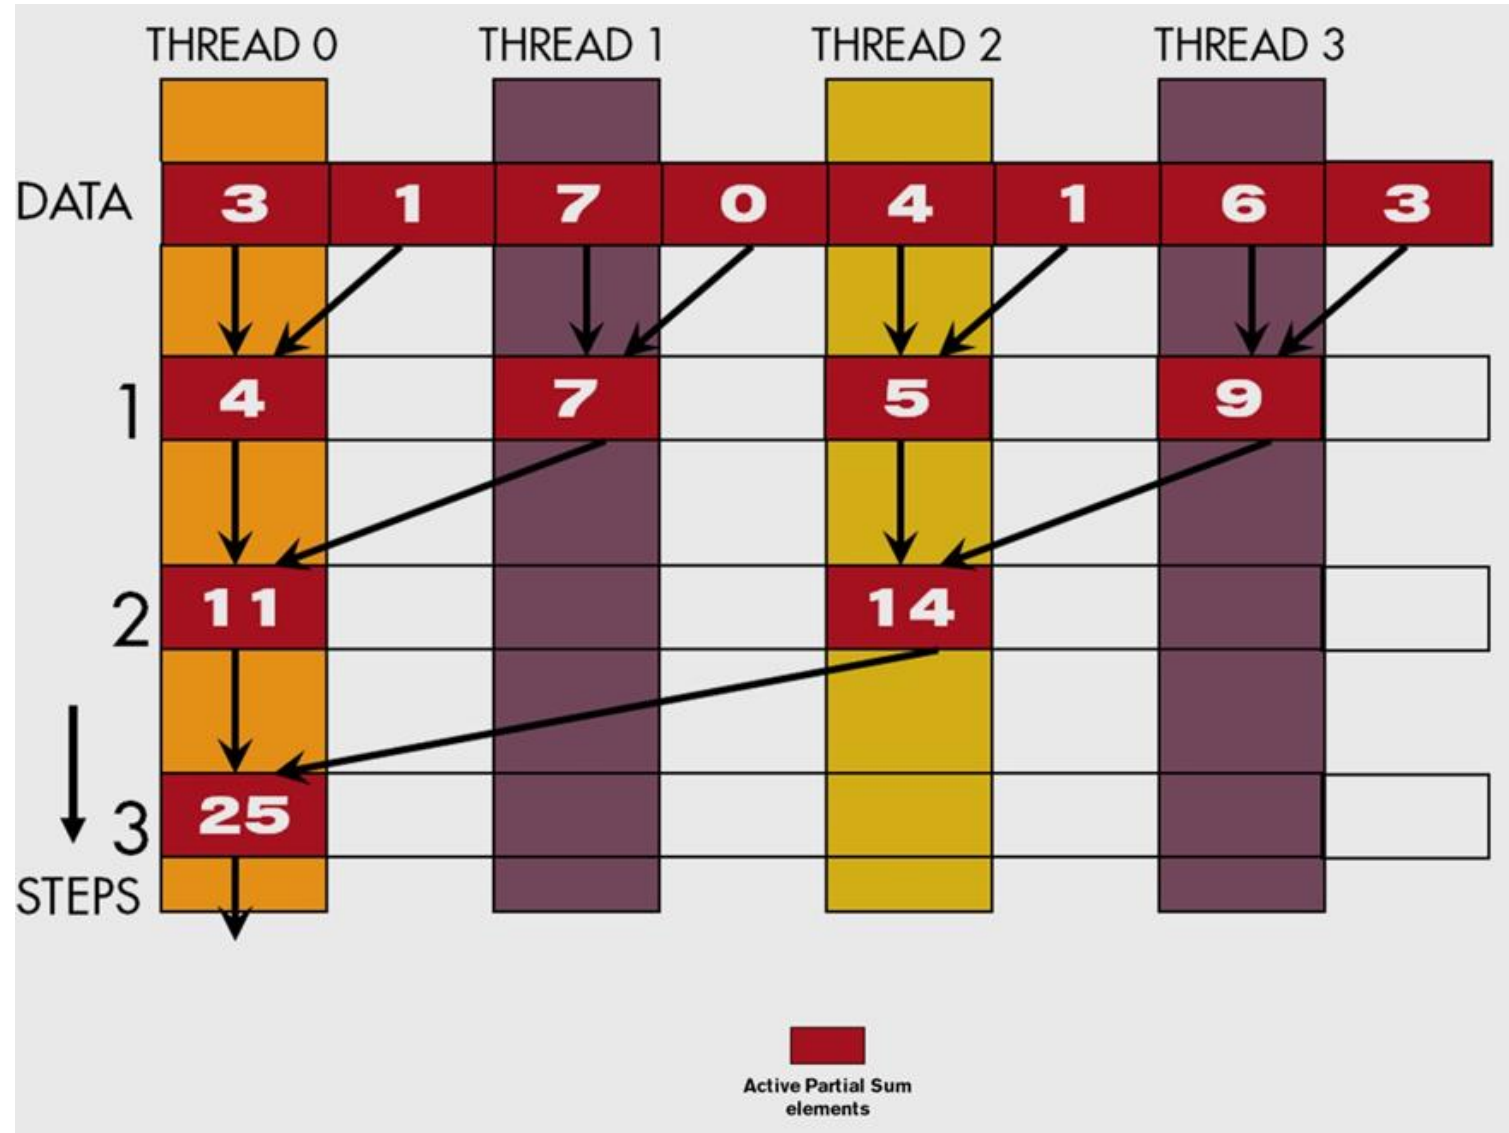 THREAD 0 THREAD 1 THREAD 2 THREAD 3
DATA 3 1 7 0 4 1 6 3
1 4 7 5 9
2 11 14
3 25
STEPS
Active Partial Sum
elements